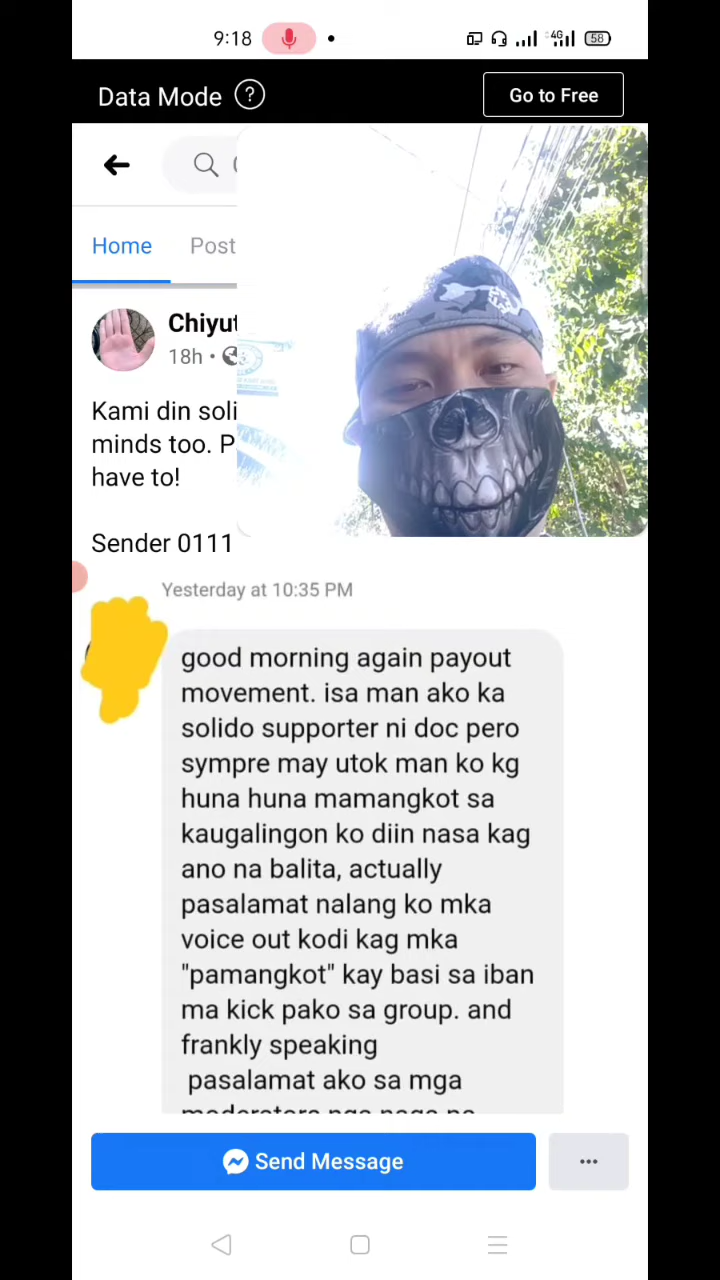 9:18
4G
58
Data Mode ?
Go to Free
Home
Post
Chiyut
18h
Kami din soli
minds too. P
have to!
Sender 0111
Yesterday at 10:35 PM
good morning again payout
movement. isa man ako ka
solido supporter ni doc pero
sympre may utok man ko kg
huna huna mamangkot sa
kaugalingon ko diin nasa kag
ano na balita, actually
pasalamat nalang ko mka
voice out kodi kag mka
"pamangkot" kay basi sa iban
ma kick pako sa group. and
frankly speaking
pasalamat ako sa mga
Send Message